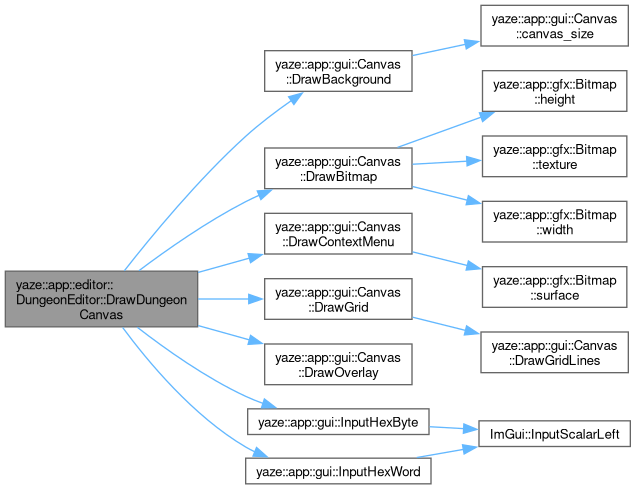 yaze::app::editor::
DungeonEditor::DrawDungeon
Canvas
yaze::app::gui::Canvas
::DrawBackground
yaze::app::gui::Canvas
::DrawBitmap
yaze::app::gui::Canvas
::DrawContextMenu
yaze::app::gui::Canvas
::DrawGrid
yaze::app::gui::Canvas
::DrawOverlay
yaze::app::gui::InputHexByte
yaze::app::gui::InputHexWord
yaze::app::gui::Canvas
::canvas_size
yaze::app::gfx::Bitmap
::height
yaze::app::gfx::Bitmap
::texture
yaze::app::gfx::Bitmap
::width
yaze::app::gfx::Bitmap
::surface
yaze::app::gui::Canvas
::DrawGridLines
ImGui::InputScalarLeft